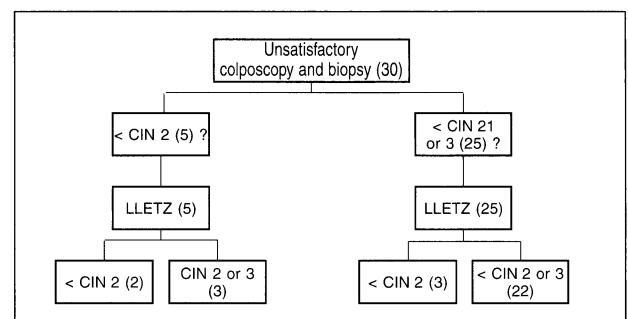 Unsatisfactory
colposcopy and biopsy (30)
< CIN 2 (5) ?
< CIN 21
or 3 (25) ?
LLETZ (5)
LLETZ (25)
< CIN 2 (2)
CIN 2 or 3
(3)
< CIN 2 (3)
< CIN 2 or 3
(22)